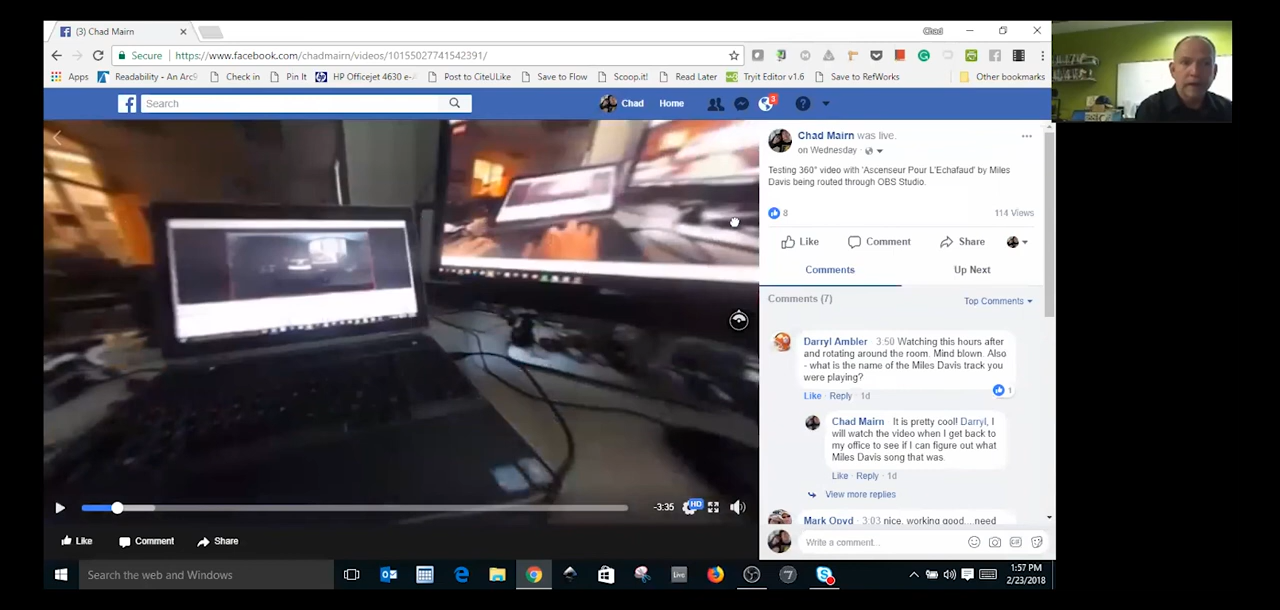 (3) Chad Mairn
Chad
Secure https://www.facebook.com/chadmairn/videos/10155027741542391/
Apps Readability - An Arc9 Check in Pin It HP Officejet 4630 e-A Post to CiteULike Save to Flow Scoop.it! Read Later Tryit Editor v1.6 Save to RefWorks Other bookmarks
Search Chad Home 3
Chad Mairn was live.
on Wednesday
Testing 360° video with 'Ascenseur Pour L'Echafaud' by Miles
Davis being routed through OBS Studio.
8 114 Views
Like Comment Share
Comments Up Next
Comments (7) Top Comments
Darryl Ambler 3:50 Watching this hours after
and rotating around the room. Mind blown. Also
- what is the name of the Miles Davis track you
were playing?
1
Like Reply 1d
Chad Mairn It is pretty cool! Darryl, I
will watch the video when I get back to
my office to see if I can figure out what
Miles Davis song that was.
Like Reply 1d
View more replies
Mark Opyd 3:03 nice, working good....need
Write a comment...
-3:35 HD
Like Comment Share
Search the web and Windows
Live
7
1:57 PM
2/23/2018